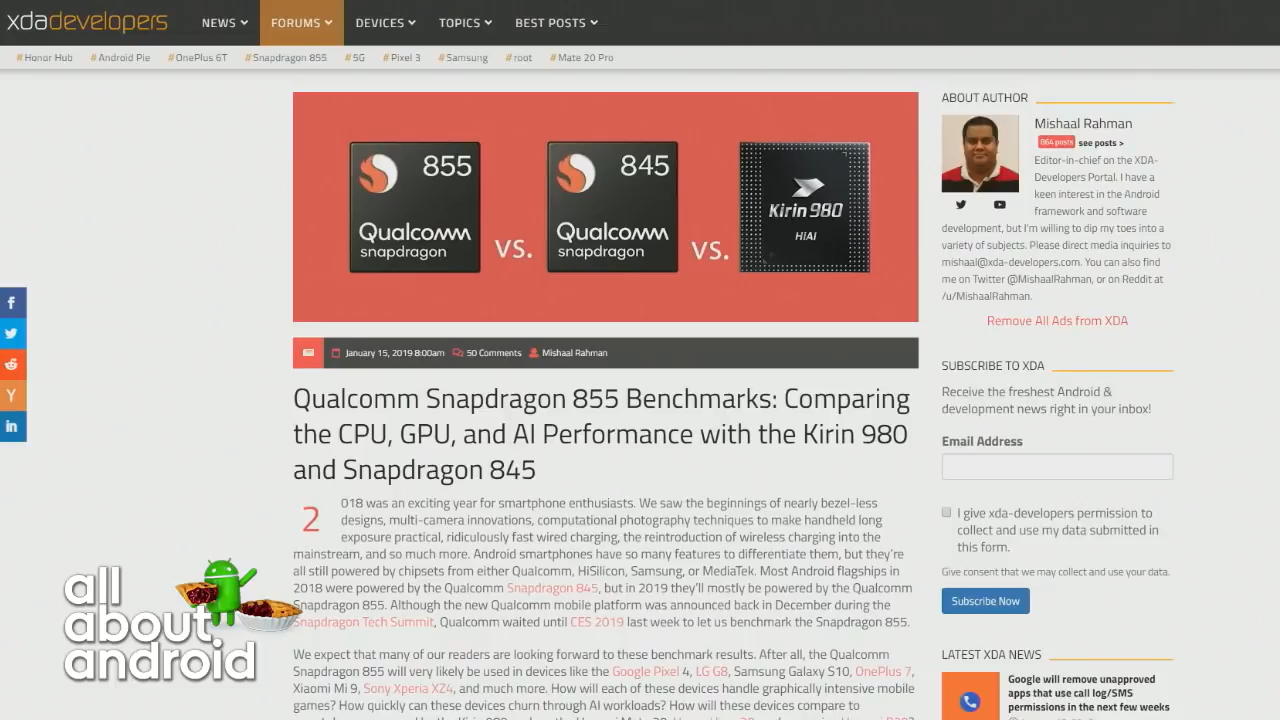 xdadevelopers
NEWS
FORUMS
DEVICES
TOPICS
BEST POSTS
#Honor Hub
#Android Pie
#OnePlus 6T
#Snapdragon 855
#5G
#Pixel 3
#Samsung
#root
#Mate 20 Pro
855
Qualcomm
snapdragon
vs.
845
Qualcomm
snapdragon
vs.
Kirin 980
HiAI
January 15, 2019 8:00am
50 Comments
Mishaal Rahman
Qualcomm Snapdragon 855 Benchmarks: Comparing
the CPU, GPU, and AI Performance with the Kirin 980
and Snapdragon 845
2018 was an exciting year for smartphone enthusiasts. We saw the beginnings of nearly bezel-less
designs, multi-camera innovations, computational photography techniques to make handheld long
exposure practical, ridiculously fast wired charging, the reintroduction of wireless charging into the
mainstream, and so much more. Android smartphones have so many features to differentiate them, but they're
all still powered by chipsets from either Qualcomm, HiSilicon, Samsung, or MediaTek. Most Android flagships in
2018 were powered by the Qualcomm Snapdragon 845, but in 2019 they'll mostly be powered by the Qualcomm
Snapdragon 855. Although the new Qualcomm mobile platform was announced back in December during the
Snapdragon Tech Summit, Qualcomm waited until CES 2019 last week to let us benchmark the Snapdragon 855.
We expect that many of our readers are looking forward to these benchmark results. After all, the Qualcomm
Snapdragon 855 will very likely be used in devices like the Google Pixel 4, LG G8, Samsung Galaxy S10, OnePlus 7,
Xiaomi Mi 9, Sony Xperia XZ4, and much more. How will each of these devices handle graphically intensive mobile
games? How quickly can these devices churn through AI workloads? How will these devices compare to
ABOUT AUTHOR
Mishaal Rahman
864 posts see posts >
Editor-in-chief on the XDA-
Developers Portal. I have a
keen interest in the Android
framework and software
development, but I'm willing to dip my toes into a
variety of subjects. Please direct media inquiries to
mishaal@xda-developers.com. You can also find
me on Twitter @MishaalRahman, or on Reddit at
/u/MishaalRahman.
Remove All Ads from XDA
SUBSCRIBE TO XDA
Receive the freshest Android &
development news right in your inbox!
Email Address
I give xda-developers permission to
collect and use my data submitted in
this form.
Give consent that we may collect and use your data.
Subscribe Now
LATEST XDA NEWS
Google will remove unapproved
apps that use call log/SMS
permissions in the next few weeks
all
about
android